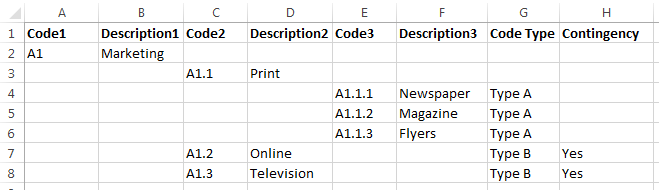 A B C D E F G H
1 Code1 Description1 Code2 Description2 Code3 Description3 Code Type Contingency
2 A1 Marketing
3 A1.1 Print
4 A1.1.1 Newspaper Type A
5 A1.1.2 Magazine Type A
6 A1.1.3 Flyers Type A
7 A1.2 Online Type B Yes
8 A1.3 Television Type B Yes